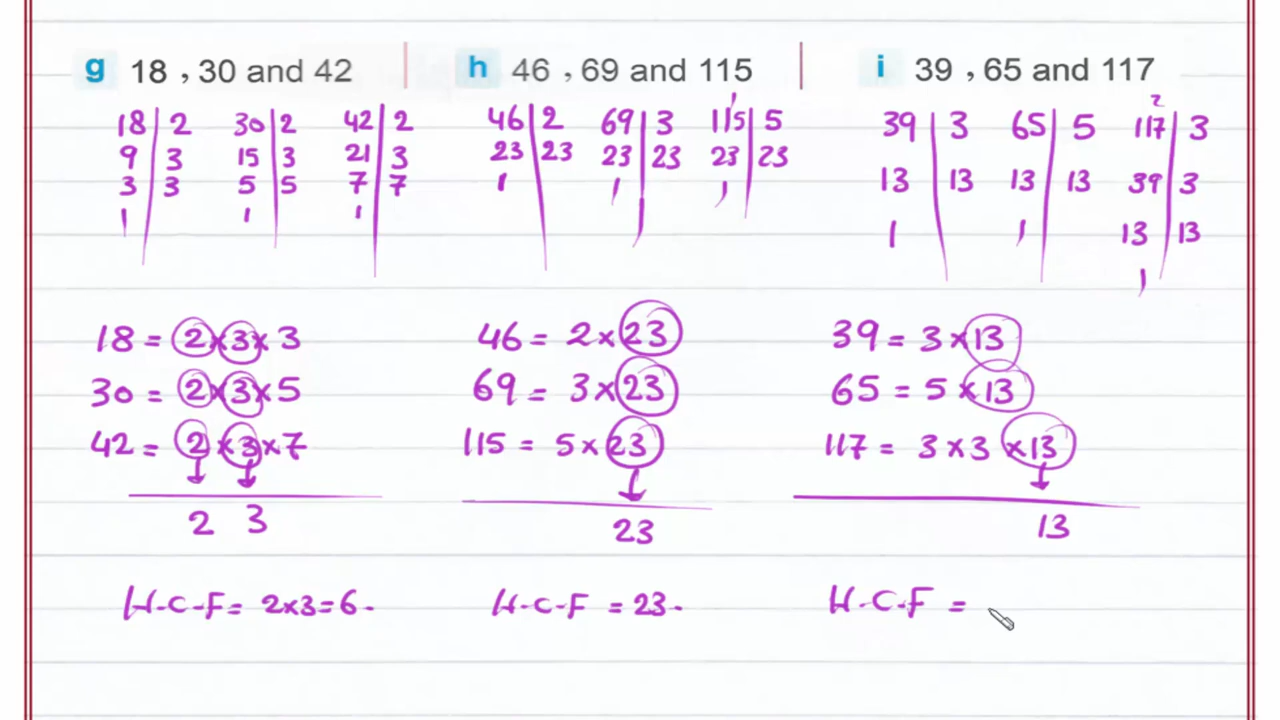 g 18 , 30 and 42 h 46 , 69 and 115 i 39 , 65 and 117
18 2 30 2 42 2 46 2 69 3 115 5 39 3 65 5 117 3
9 3 15 3 21 3 23 23 23 23 23 23 13 13 13 13 39 3
3 3 5 5 7 7 1 1 1 1 1 13 13
1 1 1 1
18 = 2 x 3 x 3 46 = 2 x 23 39 = 3 x 13
30 = 2 x 3 x 5 69 = 3 x 23 65 = 5 x 13
42 = 2 x 3 x 7 115 = 5 x 23 117 = 3 x 3 x 13
2 3 23 13
H-C-F = 2x3=6. H-C-F = 23. H.C.F =